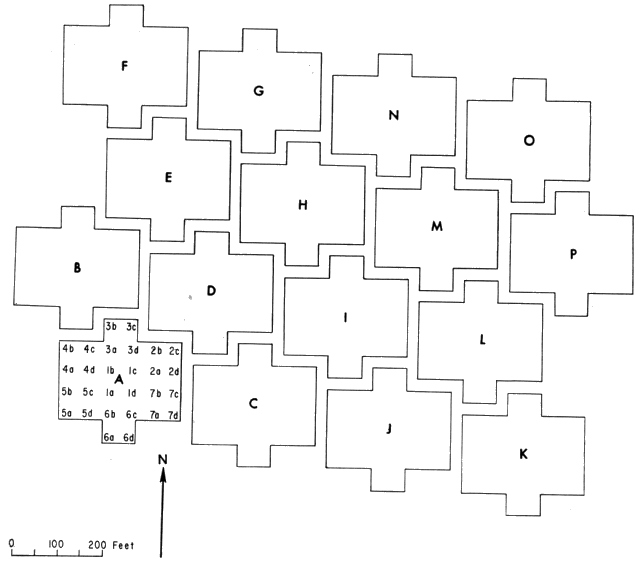 F
G
N
O
E
H
M
B
D
I
P
L
3b 3c
4b 4c 3a 3d 2b 2c
4a 4d 1b A 1c 2a 2d
5b 5c 1a 1d 7b 7c
5a 5d 6b 6c 7a 7d
6a 6d
C
J
K
N
0 100 200 Feet